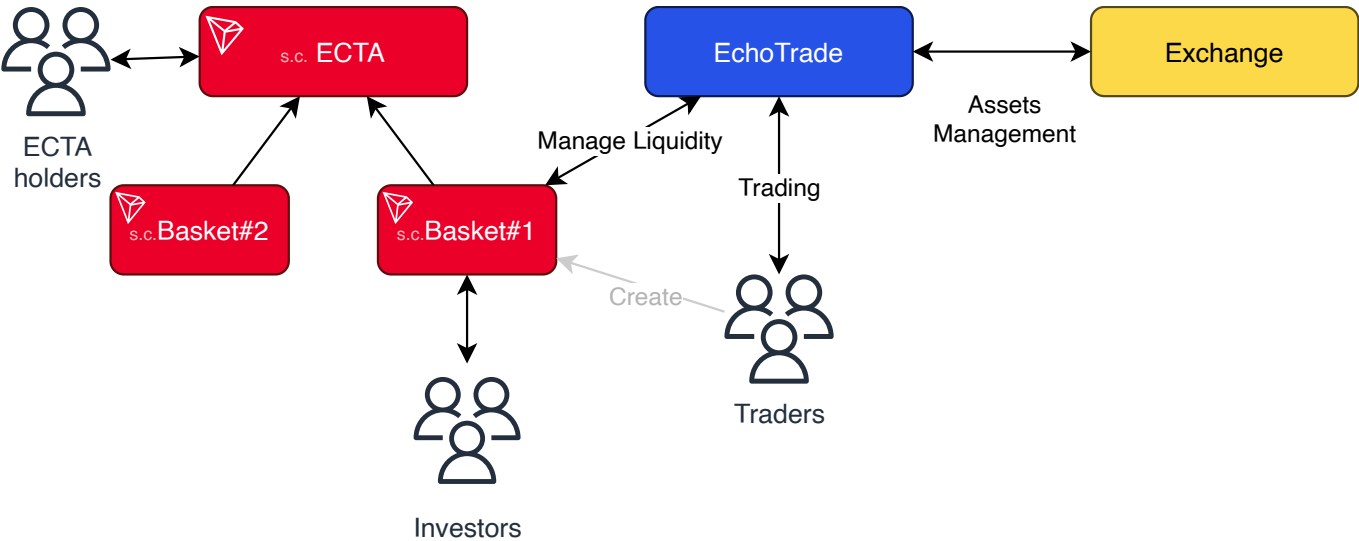 s.c. ECTA
EchoTrade
Exchange
ECTA
holders
Manage Liquidity
Assets
Management
Trading
s.c.Basket#2
s.c.Basket#1
Create
Traders
Investors